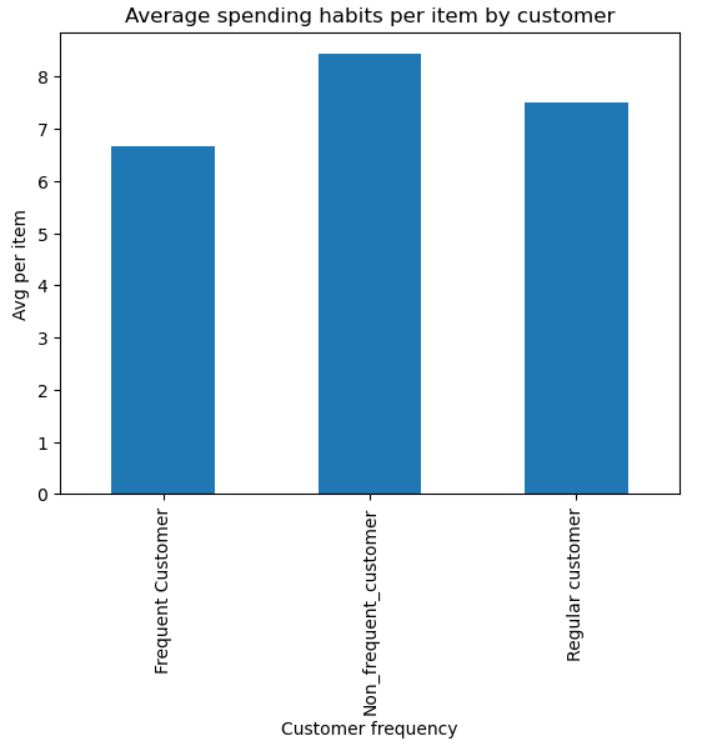 Average spending habits per item by customer
Avg per item
8
7
6
5
4
3
2
1
0
Frequent Customer
Non_frequent_customer
Regular customer
Customer frequency